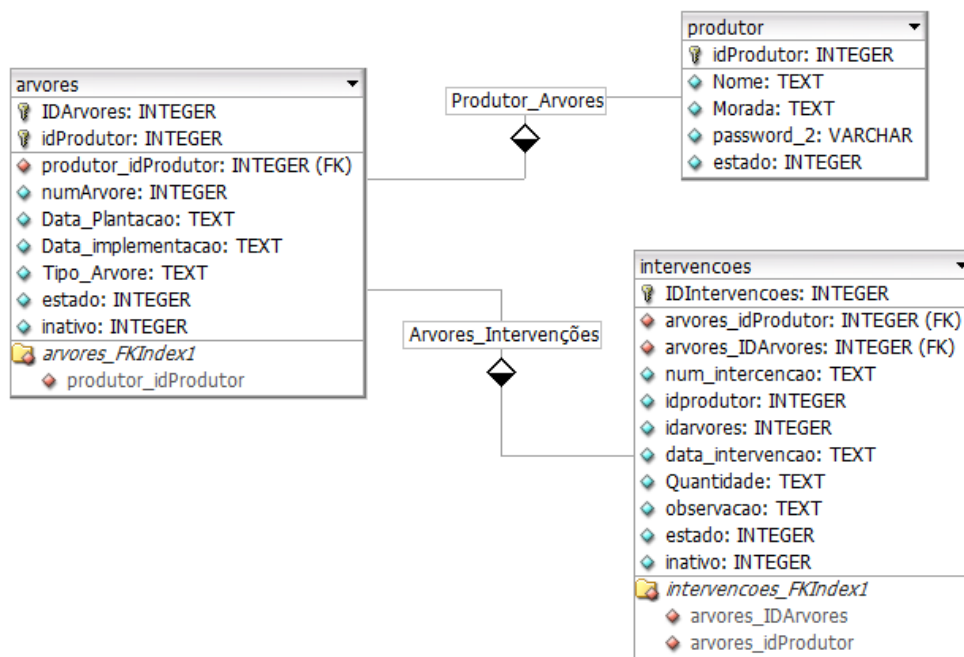 arvores
IDArvores: INTEGER
idProdutor: INTEGER
produtor_idProdutor: INTEGER (FK)
numArvore: INTEGER
Data_Plantacao: TEXT
Data_implementacao: TEXT
Tipo_Arvore: TEXT
estado: INTEGER
inativo: INTEGER
arvores_FKIndex1
produtor_idProdutor
Produtor_Arvores
produtor
idProdutor: INTEGER
Nome: TEXT
Morada: TEXT
password_2: VARCHAR
estado: INTEGER
Arvores_Intervenções
intervencoes
IDIntervencoes: INTEGER
arvores_idProdutor: INTEGER (FK)
arvores_IDArvores: INTEGER (FK)
num_intercencao: TEXT
idprodutor: INTEGER
idarvores: INTEGER
data_intervencao: TEXT
Quantidade: TEXT
observacao: TEXT
estado: INTEGER
inativo: INTEGER
intervencoes_FKIndex1
arvores_IDArvores
arvores_idProdutor